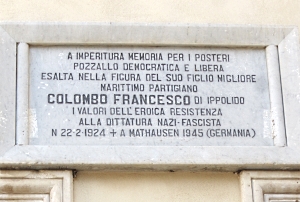 A IMPERITURA MEMORIA PER I POSTERI
POZZALLO DEMOCRATICA E LIBERA
ESALTA NELLA FIGURA DEL SUO FIGLIO MIGLIORE
MARITTIMO PARTIGIANO
COLOMBO FRANCESCO DI IPPOLIDO
I VALORI DELL'EROICA RESISTENZA
ALLA DITTATURA NAZI-FASCISTA
N 22-2-1924 + A MATHAUSEN 1945 (GERMANIA)